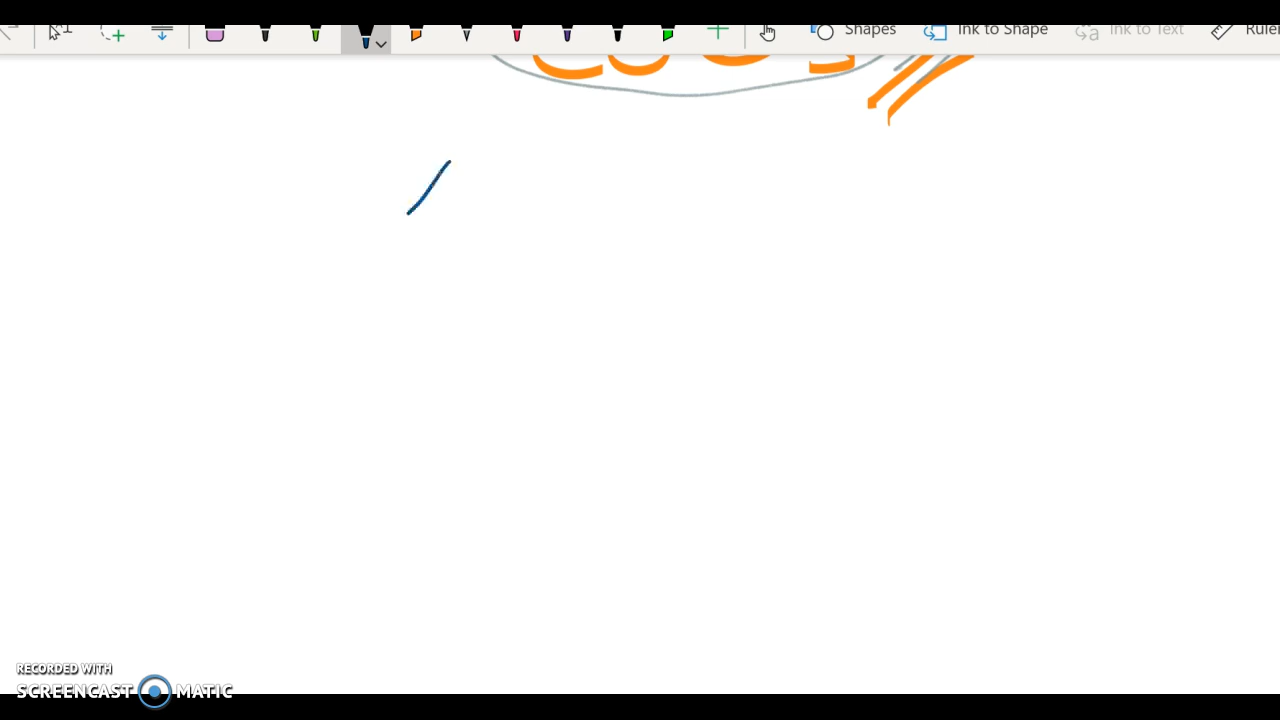 Shapes Ink to Shape Ink to Text Ruler
RECORDED WITH
SCREENCAST MATIC